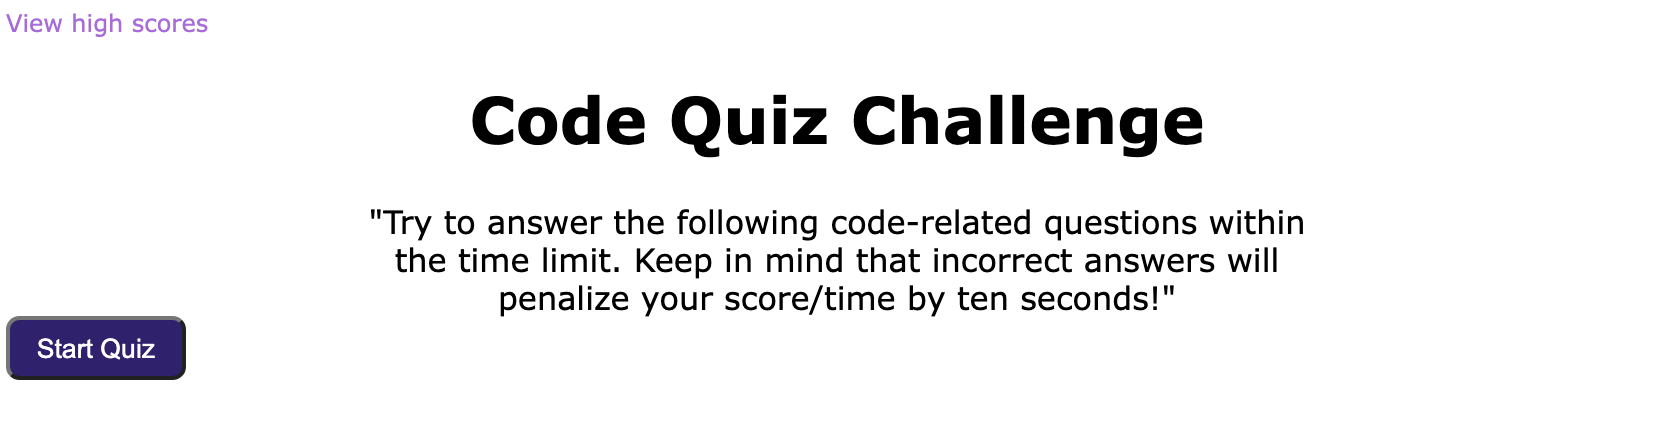 View high scores
Code Quiz Challenge
"Try to answer the following code-related questions within
the time limit. Keep in mind that incorrect answers will
penalize your score/time by ten seconds!"
Start Quiz